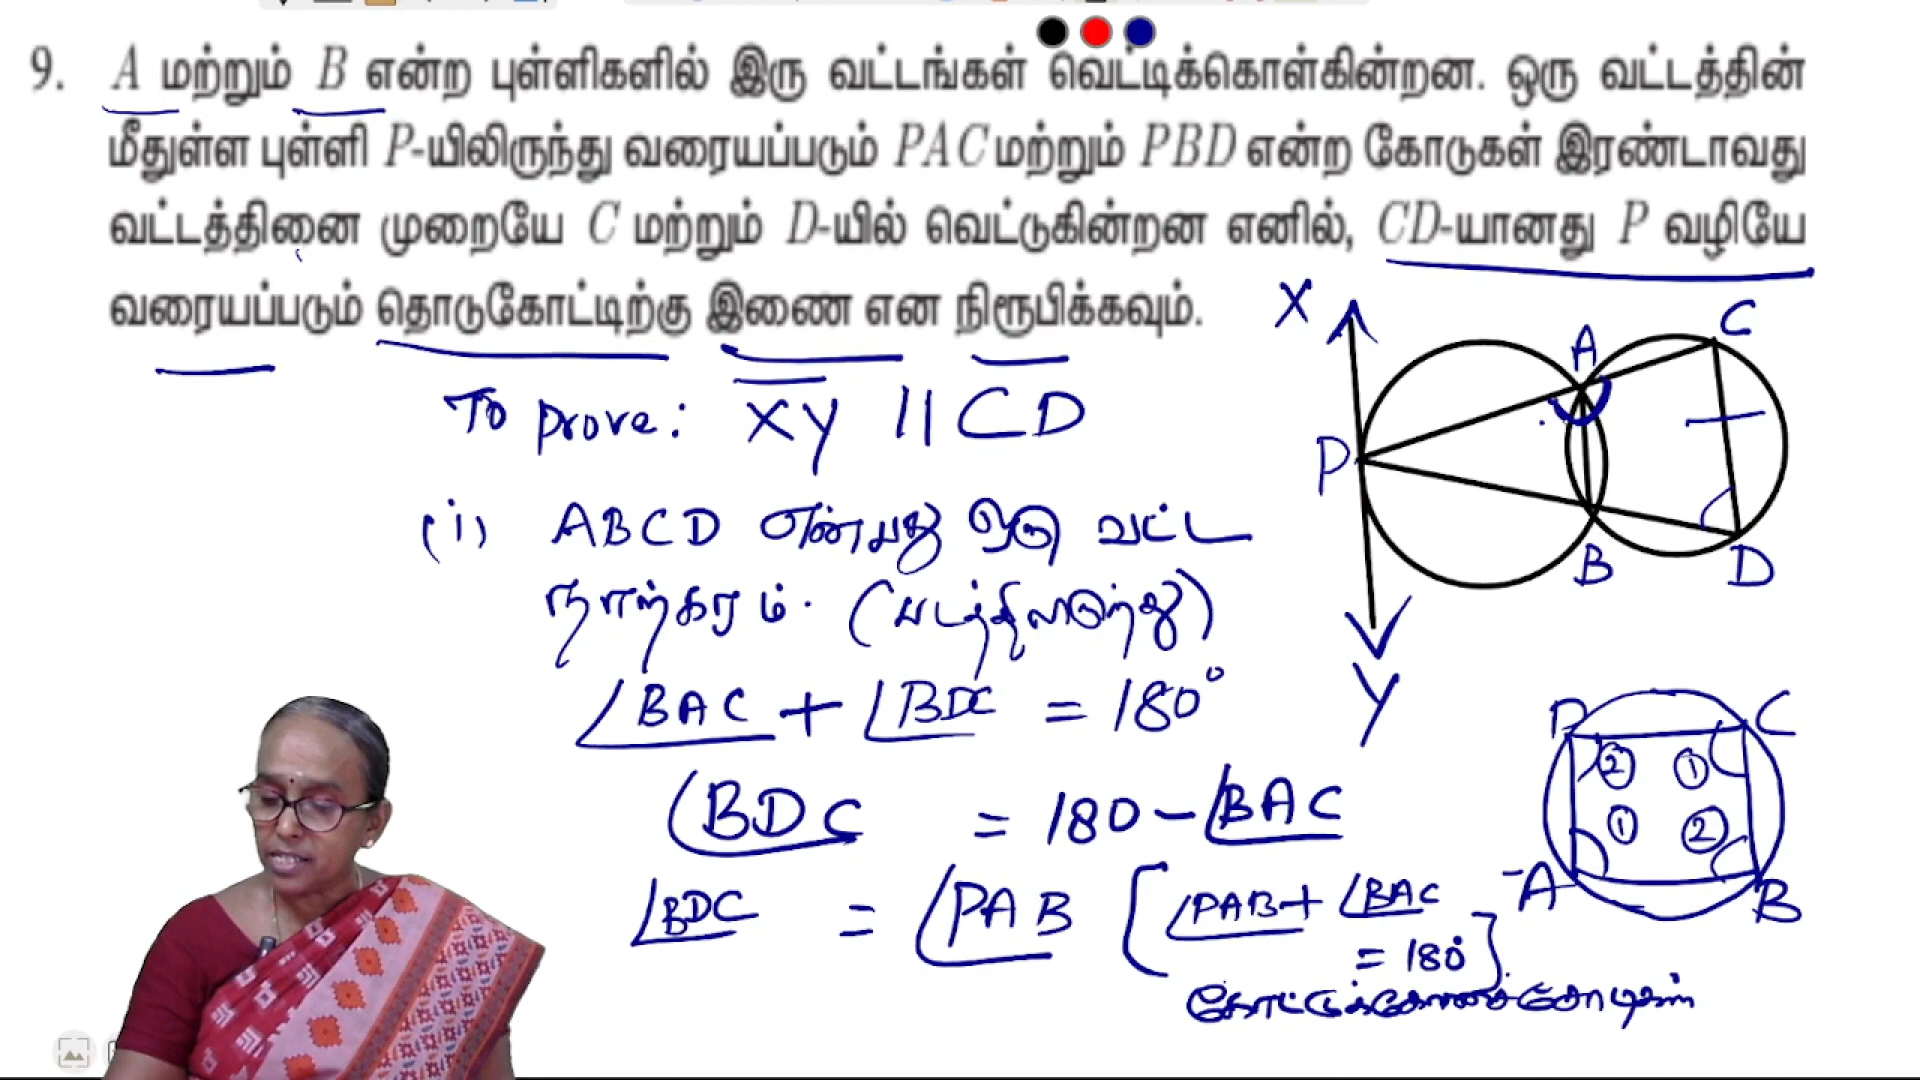 9. A மற்றும் B என்ற புள்ளிகளில் இரு வட்டங்கள் வெட்டிக்கொள்கின்றன. ஒரு வட்டத்தின்
மீதுள்ள புள்ளி P-யிலிருந்து வரையப்படும் PAC மற்றும் PBD என்ற கோடுகள் இரண்டாவது
வட்டத்தினை முறையே C மற்றும் D-யில் வெட்டுகின்றன எனில், CD-யானது P வழியே
வரையப்படும் தொடுகோட்டிற்கு இணை என நிரூபிக்கவும்.
X
C
A
P
B
D
Y
To prove: XY || CD
(i) ABCD என்பது ஒரு வட்ட
நாற்கரம். (படத்திலிருந்து)
∠BAC + ∠BDC = 180°
∠BDC = 180 - ∠BAC
∠BDC = ∠PAB [∠PAB + ∠BAC
= 180°]
கோட்டுக்கோணச்சோடிகள்
D C
2 1
1 2
A B